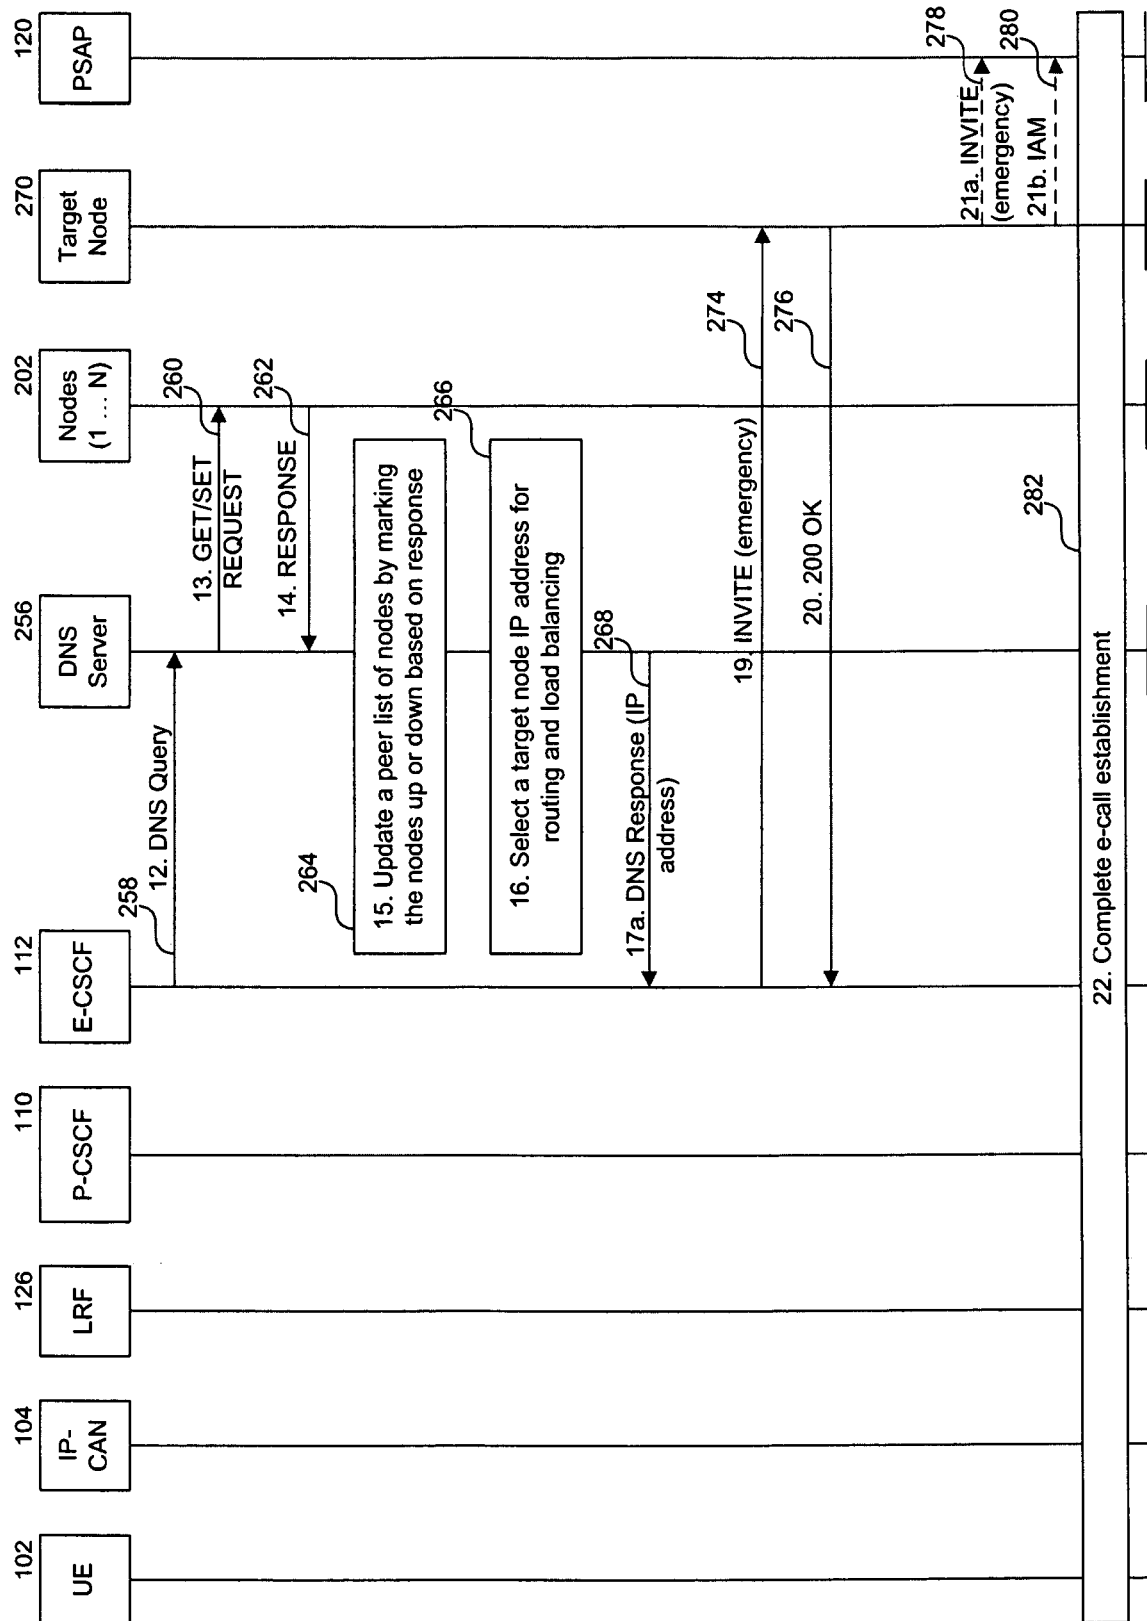 102
UE
104
IP-
CAN
126
LRF
110
P-CSCF
112
E-CSCF
256
DNS
Server
202
Nodes
(1 ... N)
270
Target
Node
120
PSAP
258
12. DNS Query
260
13. GET/SET
REQUEST
262
14. RESPONSE
264
15. Update a peer list of nodes by marking
the nodes up or down based on response
266
16. Select a target node IP address for
routing and load balancing
268
17a. DNS Response (IP
address)
274
19. INVITE (emergency)
276
20. 200 OK
278
21a. INVITE
(emergency)
280
21b. IAM
282
22. Complete e-call establishment